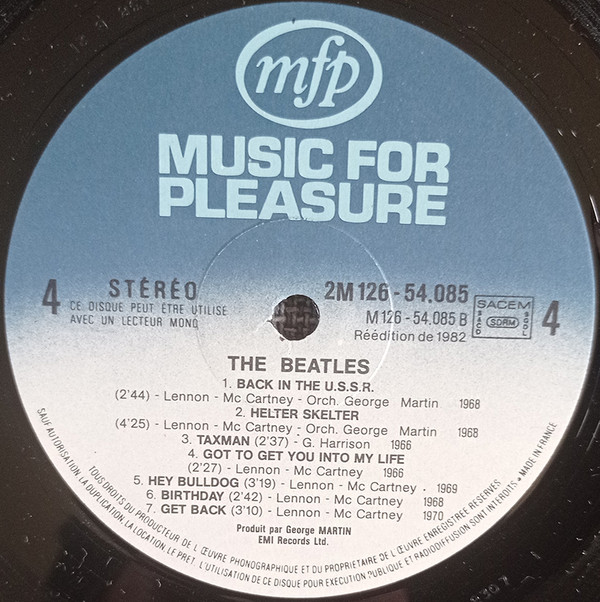 mfp
MUSIC FOR
PLEASURE
4
STÉRÉO
CE DISQUE PEUT ÊTRE UTILISE
AVEC UN LECTEUR MONO
2M 126 - 54.085
M 126 - 54.085 B
Réédition de 1982
SACEM
SACD
SDRM
SGDL
4
THE BEATLES
1. BACK IN THE U.S.S.R.
(2'44) - Lennon - Mc Cartney - Orch. George Martin 1968
2. HELTER SKELTER
(4'25) - Lennon - Mc Cartney - Orch. George Martin 1968
3. TAXMAN (2'37) - G. Harrison 1966
4. GOT TO GET YOU INTO MY LIFE
(2'27) - Lennon - Mc Cartney 1966
5. HEY BULLDOG (3'19) - Lennon - Mc Cartney . 1969
6. BIRTHDAY (2'42) - Lennon - Mc Cartney 1968
7. GET BACK (3'10) - Lennon - Mc Cartney 1970
Produit par George MARTIN
EMI Records Ltd.
TOUS DROITS DU PRODUCTEUR DE L'ŒUVRE PHONOGRAPHIQUE ET DU PROPRIETAIRE DE L'ŒUVRE ENREGISTREE RESERVES
SAUF AUTORISATION, LA DUPLICATION, LA LOCATION, LE PRET, L'UTILISATION DE CE DISQUE POUR EXECUTION PUBLIQUE ET RADIODIFFUSION SONT INTERDITS • MADE IN FRANCE